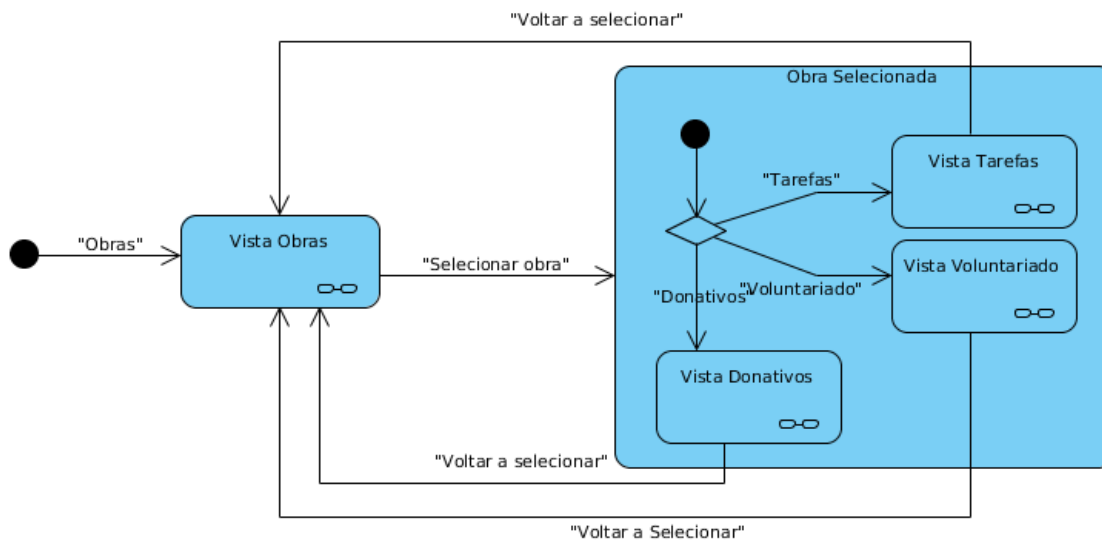 "Voltar a selecionar"
Obra Selecionada
Vista Tarefas
"Tarefas"
"Obras"
Vista Obras
"Selecionar obra"
Vista Voluntariado
"Donativos"
"Voluntariado"
Vista Donativos
"Voltar a selecionar"
"Voltar a Selecionar"